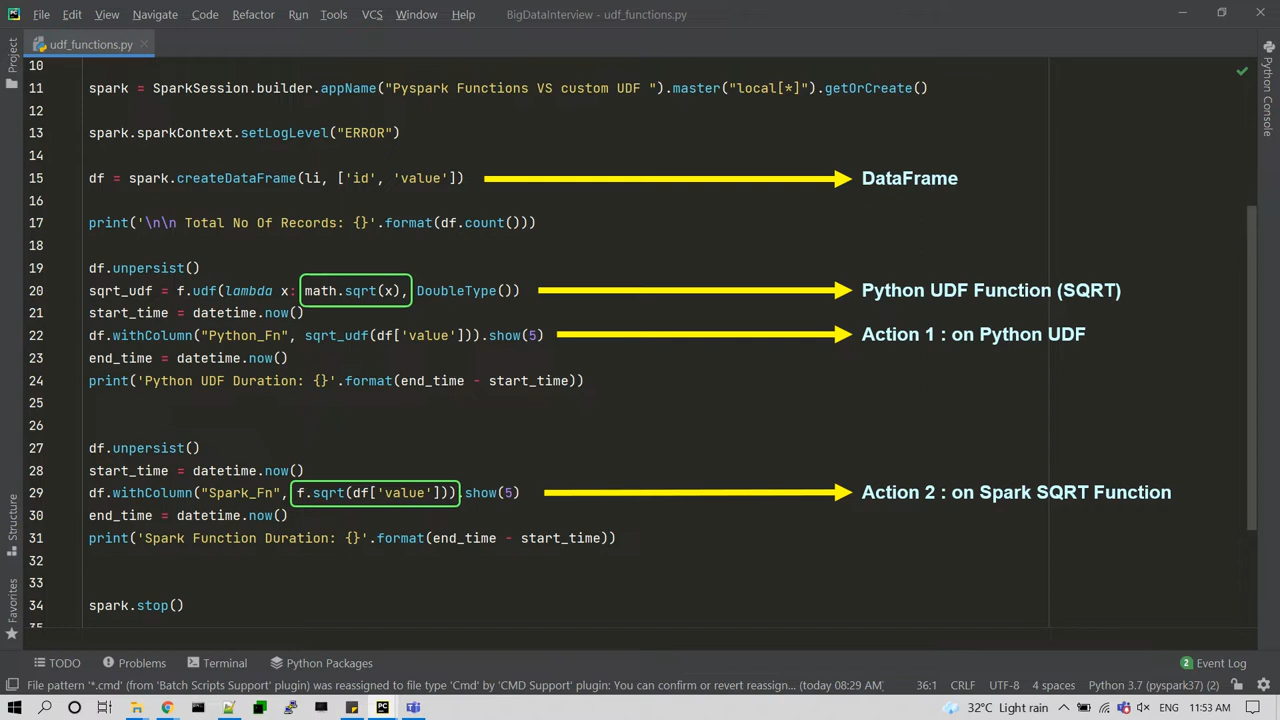 File Edit View Navigate Code Refactor Run Tools VCS Window Help BigDataInterview – udf_functions.py
udf_functions.py
Project
Structure
Favorites
Python Console
10
11 spark = SparkSession.builder.appName("Pyspark Functions VS custom UDF ").master("local[*]").getOrCreate()
12
13 spark.sparkContext.setLogLevel("ERROR")
14
15 df = spark.createDataFrame(li, ['id', 'value']) DataFrame
16
17 print('\n\n Total No Of Records: {}'.format(df.count()))
18
19 df.unpersist()
20 sqrt_udf = f.udf(lambda x: math.sqrt(x), DoubleType()) Python UDF Function (SQRT)
21 start_time = datetime.now()
22 df.withColumn("Python_Fn", sqrt_udf(df['value'])).show(5) Action 1 : on Python UDF
23 end_time = datetime.now()
24 print('Python UDF Duration: {}'.format(end_time - start_time))
25
26
27 df.unpersist()
28 start_time = datetime.now()
29 df.withColumn("Spark_Fn", f.sqrt(df['value'])).show(5) Action 2 : on Spark SQRT Function
30 end_time = datetime.now()
31 print('Spark Function Duration: {}'.format(end_time - start_time))
32
33
34 spark.stop()
35
TODO Problems Terminal Python Packages 2 Event Log
File pattern '*.cmd' (from 'Batch Scripts Support' plugin) was reassigned to file type 'Cmd' by 'CMD Support' plugin: You can confirm or revert reassign... (today 08:29 AM) 36:1 CRLF UTF-8 4 spaces Python 3.7 (pyspark37) (2)
32°C Light rain ENG 11:53 AM